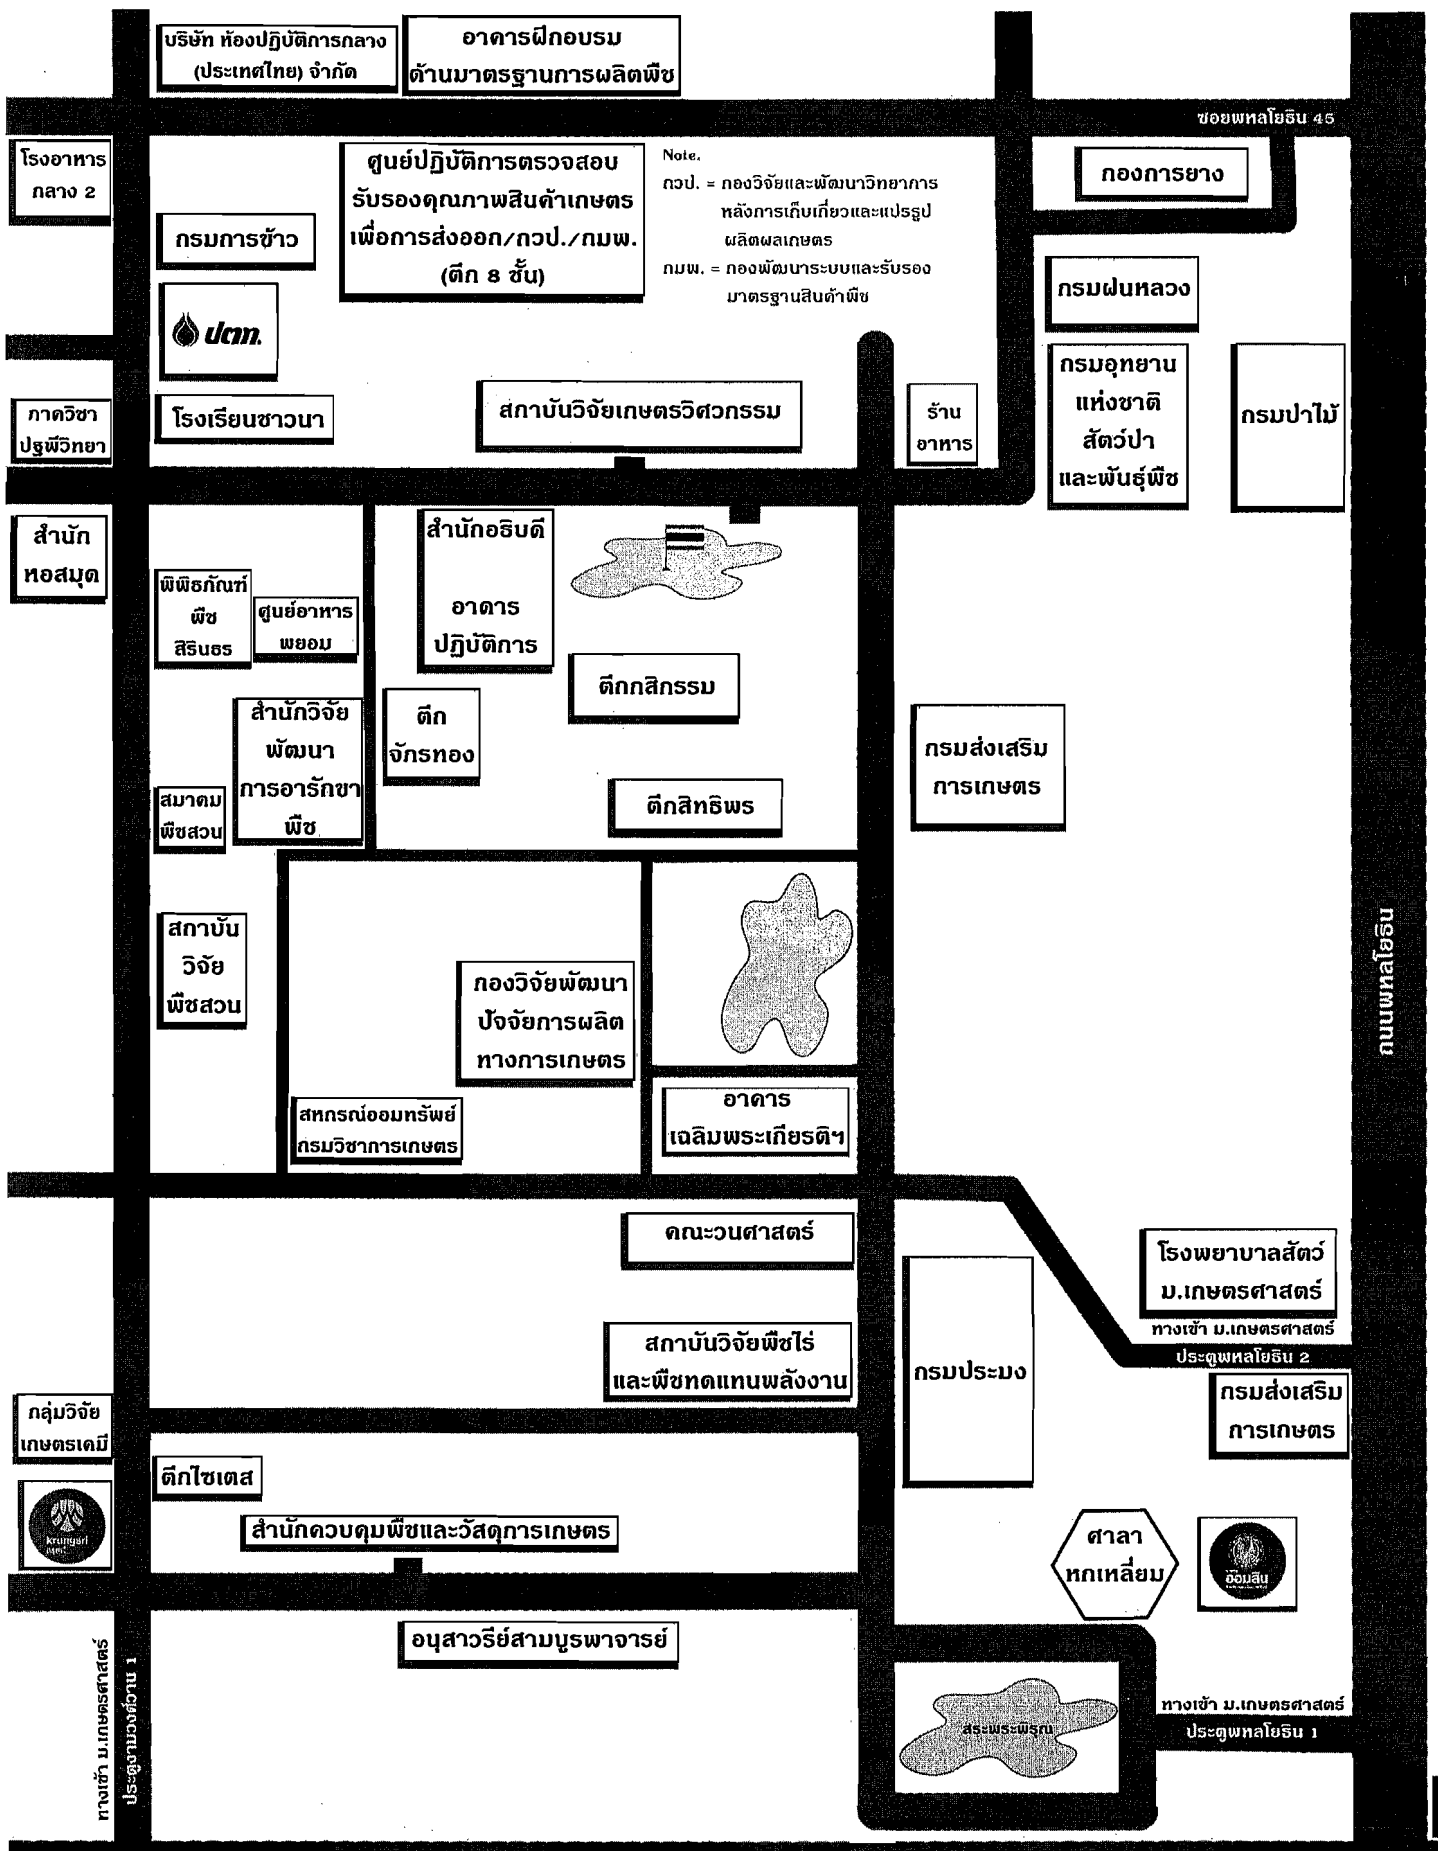 บริษัท ห้องปฏิบัติการกลาง
(ประเทศไทย) จำกัด
อาคารฝึกอบรม
ด้านมาตรฐานการผลิตพืช
ซอยพหลโยธิน 45
โรงอาหาร
กลาง 2
ศูนย์ปฏิบัติการตรวจสอบ
รับรองคุณภาพสินค้าเกษตร
เพื่อการส่งออก/กวป./กมพ.
(ตึก 8 ชั้น)
Note.
กวป. = กองวิจัยและพัฒนาวิทยาการ
หลังการเก็บเกี่ยวและแปรรูป
ผลิตผลเกษตร
กมพ. = กองพัฒนาระบบและรับรอง
มาตรฐานสินค้าพืช
กองการยาง
กรมการข้าว
กรมฝนหลวง
ปตท.
กรมอุทยาน
แห่งชาติ
สัตว์ป่า
และพันธุ์พืช
กรมป่าไม้
ภาควิชา
ปฐพีวิทยา
โรงเรียนชาวนา
สถาบันวิจัยเกษตรวิศวกรรม
ร้าน
อาหาร
สำนัก
หอสมุด
สำนักอธิบดี
อาคาร
ปฏิบัติการ
พิพิธภัณฑ์
พืช
สิรินธร
ศูนย์อาหาร
พยอม
ตึกกสิกรรม
สำนักวิจัย
พัฒนา
การอารักขา
พืช
ตึก
จักรทอง
กรมส่งเสริม
การเกษตร
สมาคม
พืชสวน
ตึกสิทธิพร
สถาบัน
วิจัย
พืชสวน
กองวิจัยพัฒนา
ปัจจัยการผลิต
ทางการเกษตร
ถนนพหลโยธิน
สหกรณ์ออมทรัพย์
กรมวิชาการเกษตร
อาคาร
เฉลิมพระเกียรติฯ
คณะวนศาสตร์
โรงพยาบาลสัตว์
ม.เกษตรศาสตร์
ทางเข้า ม.เกษตรศาสตร์
ประตูพหลโยธิน 2
สถาบันวิจัยพืชไร่
และพืชทดแทนพลังงาน
กรมประมง
กรมส่งเสริม
การเกษตร
กลุ่มวิจัย
เกษตรเคมี
ตึกไซเตส
krungsri
กรุงศรี
สำนักควบคุมพืชและวัสดุการเกษตร
ศาลา
หกเหลี่ยม
ออมสิน
อนุสาวรีย์สามบูรพาจารย์
ทางเข้า ม.เกษตรศาสตร์
ประตูงามวงศ์วาน 1
สระพระพิรุณ
ทางเข้า ม.เกษตรศาสตร์
ประตูพหลโยธิน 1